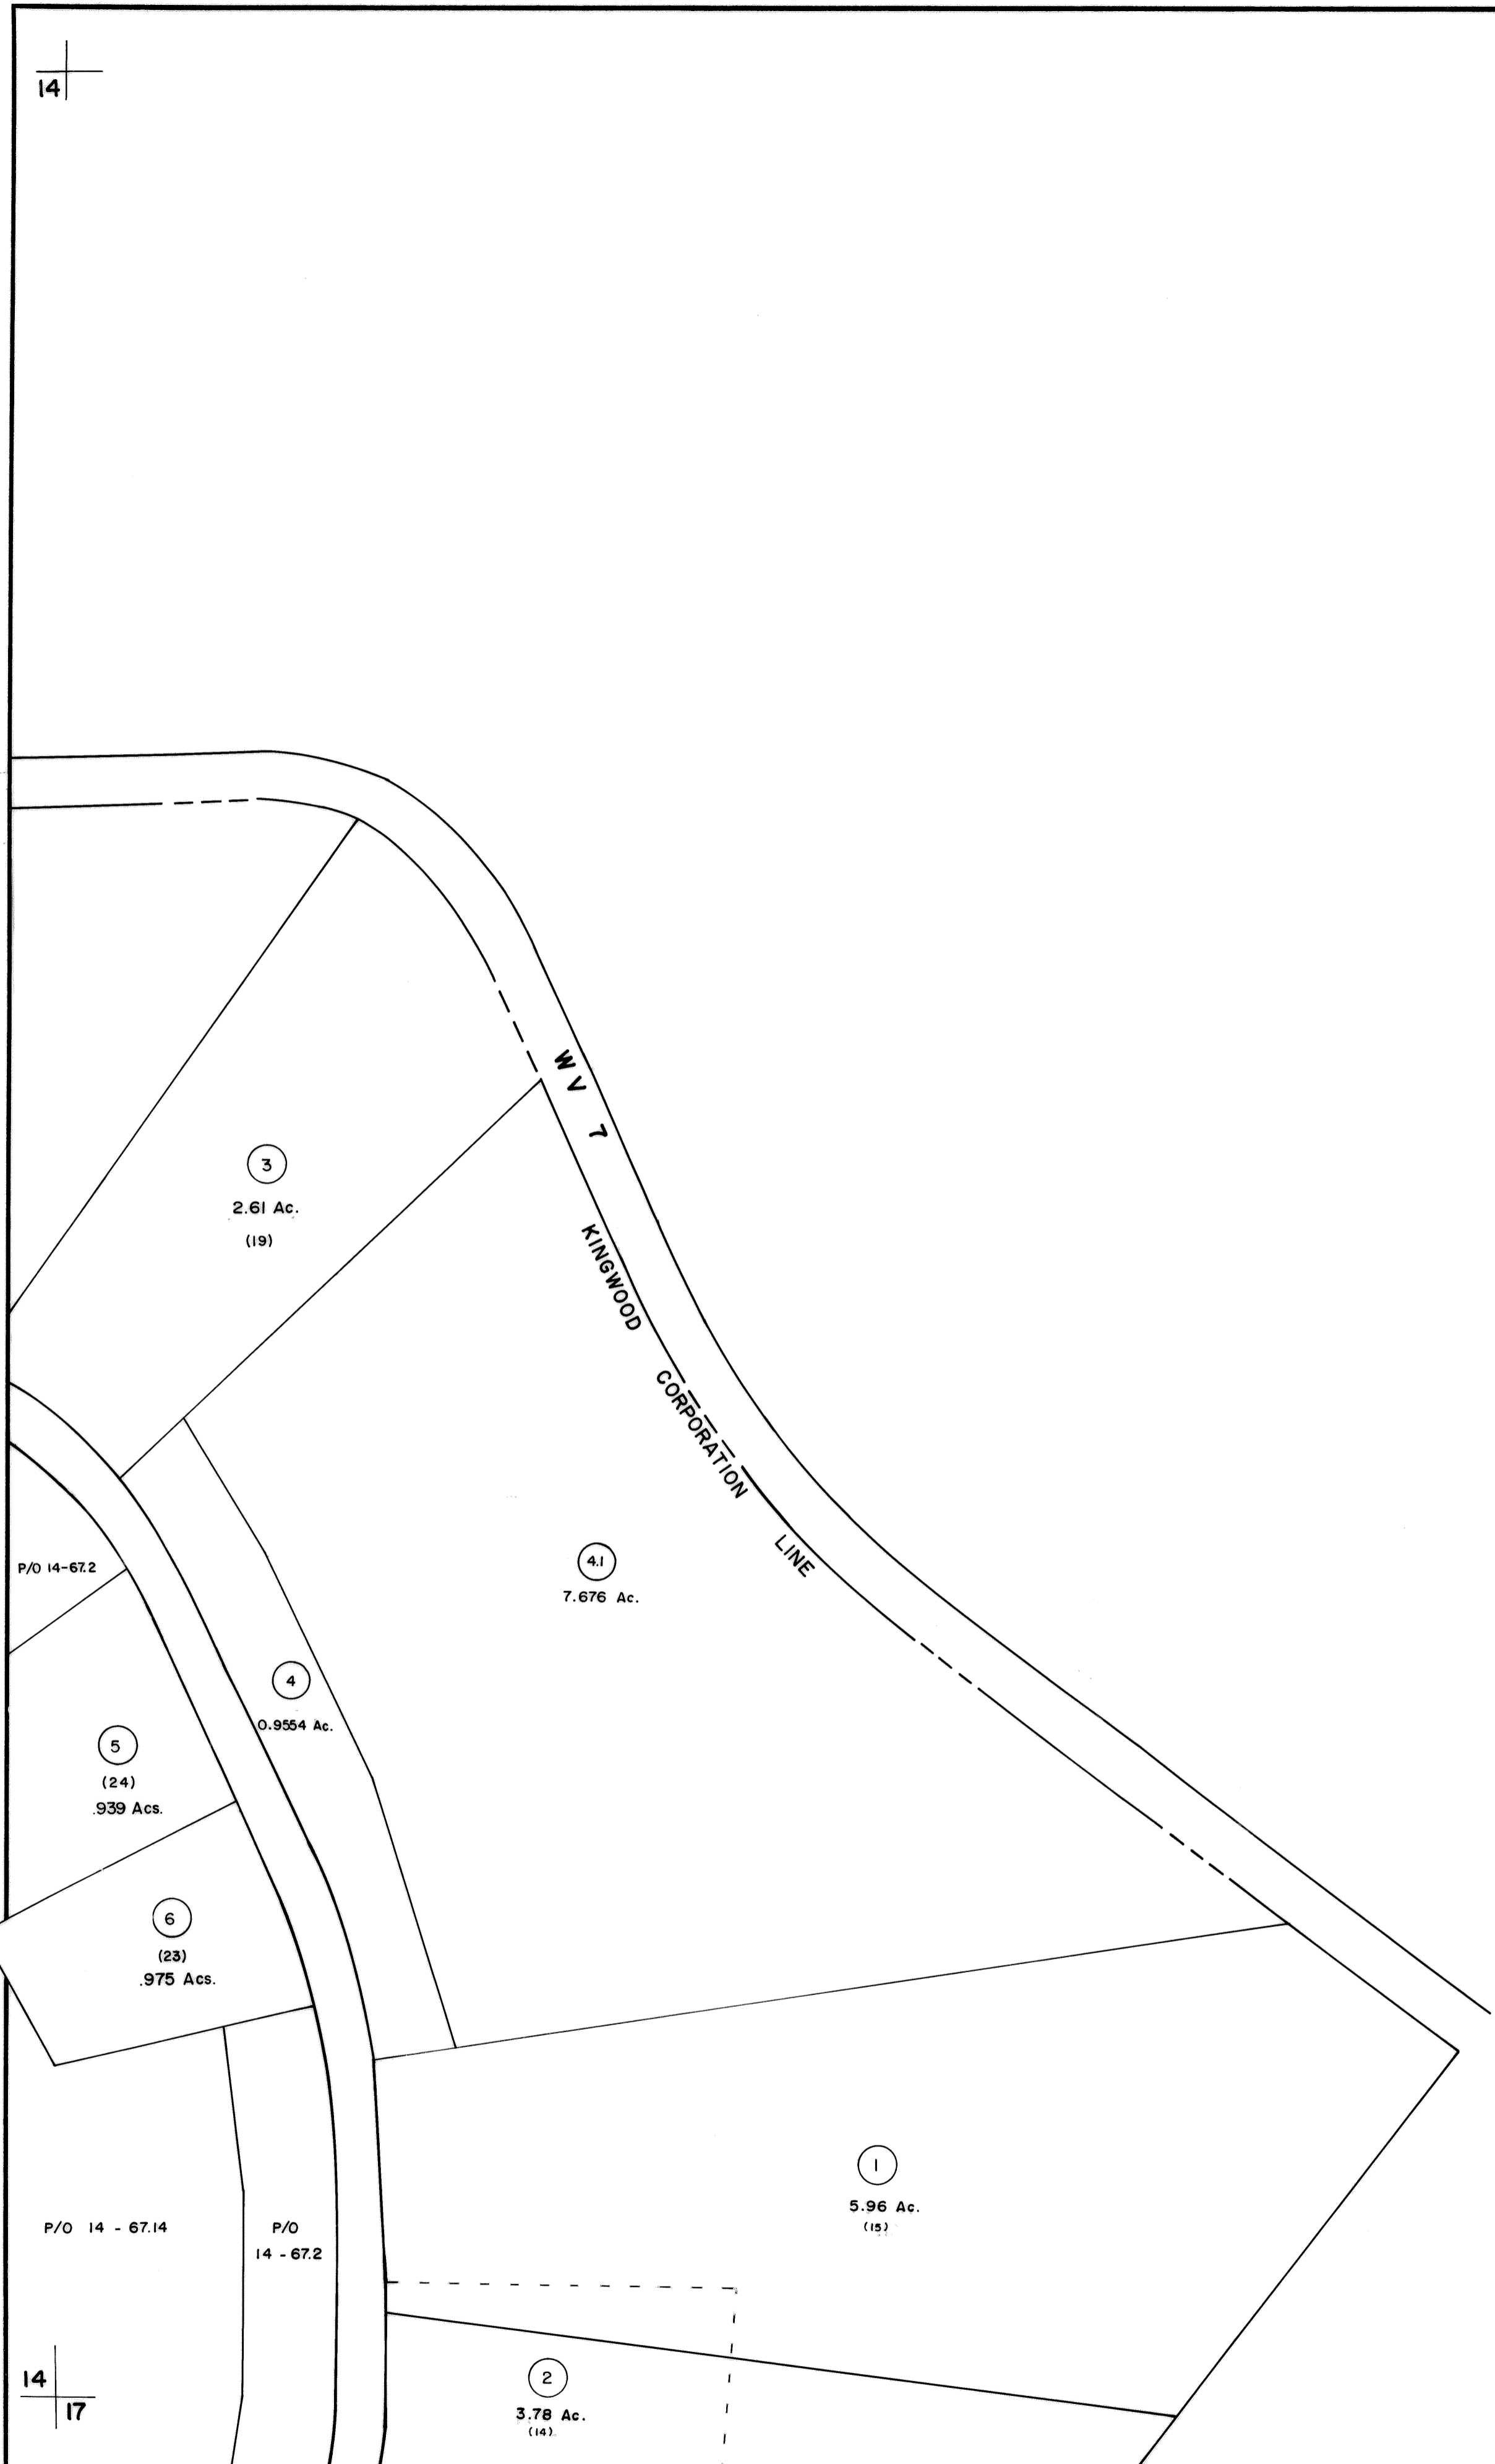 14
WV 7
3
2.61 Ac.
(19)
KINGWOOD CORPORATION LINE
P/O 14-67.2
4.1
7.676 Ac.
4
0.9554 Ac.
5
(24)
.939 Acs.
6
(23)
.975 Acs.
1
5.96 Ac.
(15)
P/O 14 - 67.14
P/O
14 - 67.2
2
3.78 Ac.
(14)
14
17